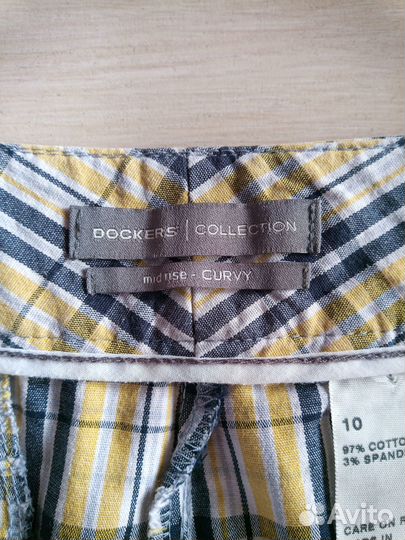 DOCKERS | COLLECTION
mid rise - CURVY
10
97% COTTO
3% SPAND
CARE ON R
Avito